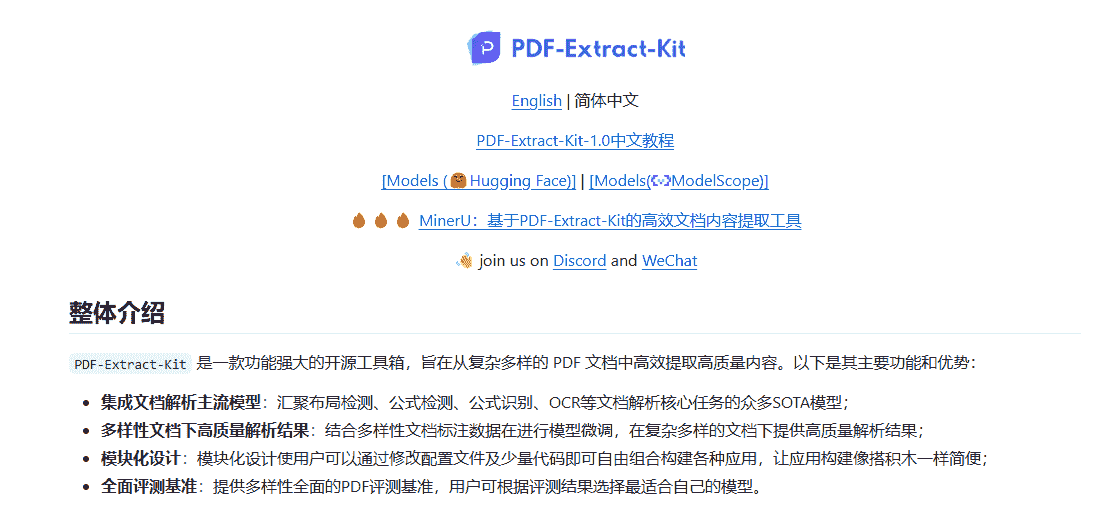 PDF-Extract-Kit
English | 简体中文
PDF-Extract-Kit-1.0中文教程
[Models (Hugging Face)] | [Models(ModelScope)]
MinerU：基于PDF-Extract-Kit的高效文档内容提取工具
join us on Discord and WeChat
整体介绍
PDF-Extract-Kit 是一款功能强大的开源工具箱，旨在从复杂多样的 PDF 文档中高效提取高质量内容。以下是其主要功能和优势：
• 集成文档解析主流模型：汇聚布局检测、公式检测、公式识别、OCR等文档解析核心任务的众多SOTA模型；
• 多样性文档下高质量解析结果：结合多样性文档标注数据在进行模型微调，在复杂多样的文档下提供高质量解析结果；
• 模块化设计：模块化设计使用户可以通过修改配置文件及少量代码即可自由组合构建各种应用，让应用构建像搭积木一样简便；
• 全面评测基准：提供多样性全面的PDF评测基准，用户可根据评测结果选择最适合自己的模型。